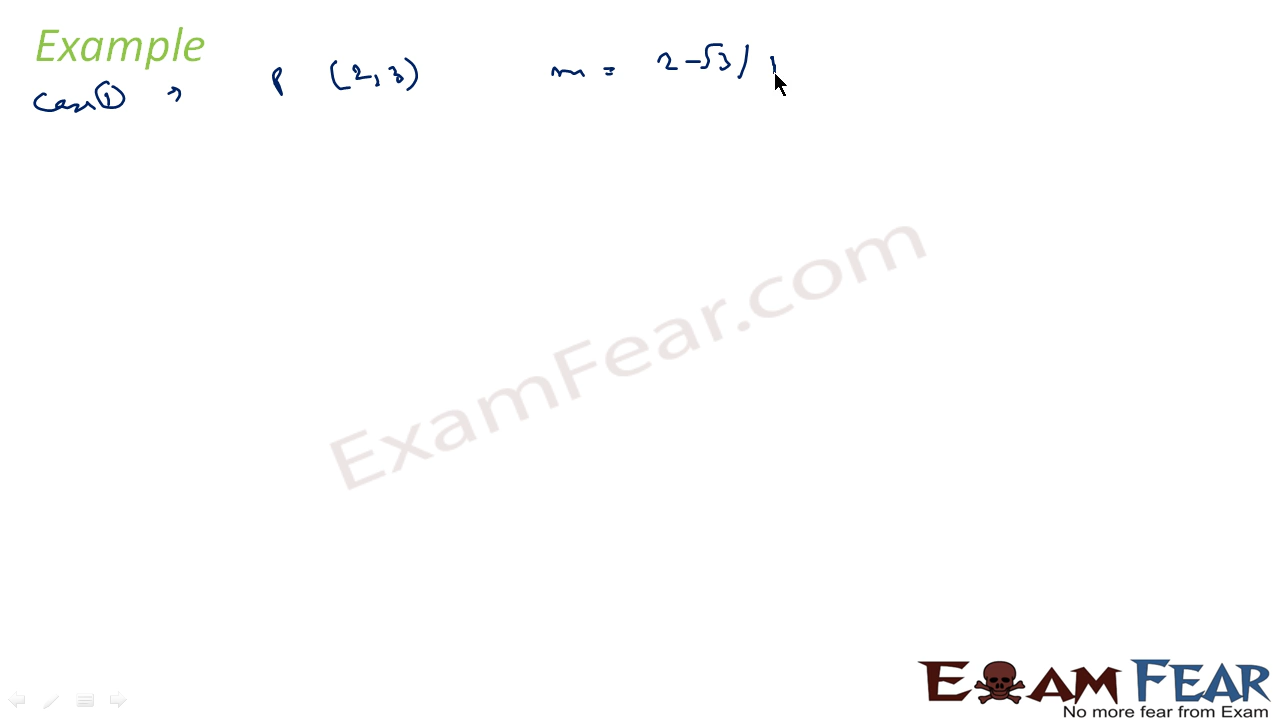 Example
Case ① → P (2, 3) m = 2-√3 / 1
ExamFear.com
EXAM FEAR
No more fear from Exam